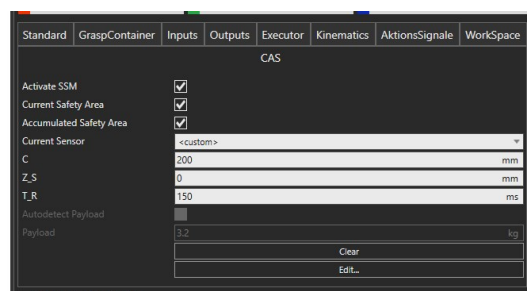 Standard GraspContainer Inputs Outputs Executor Kinematics AktionsSignale WorkSpace
CAS
Activate SSM
Current Safety Area
Accumulated Safety Area
Current Sensor <custom>
C 200 mm
Z_S 0 mm
T_R 150 ms
Autodetect Payload
Payload 3.2 kg
Clear
Edit...